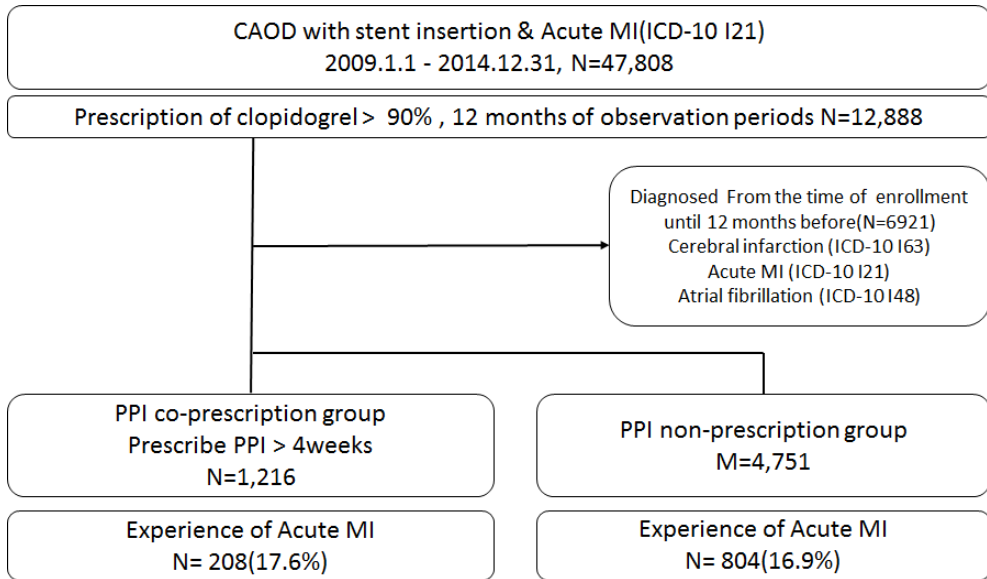 CAOD with stent insertion & Acute MI(ICD-10 I21)
2009.1.1 - 2014.12.31, N=47,808
Prescription of clopidogrel > 90% , 12 months of observation periods N=12,888
Diagnosed From the time of enrollment
until 12 months before(N=6921)
Cerebral infarction (ICD-10 I63)
Acute MI (ICD-10 I21)
Atrial fibrillation (ICD-10 I48)
PPI co-prescription group
Prescribe PPI > 4weeks
N=1,216
PPI non-prescription group
M=4,751
Experience of Acute MI
N= 208(17.6%)
Experience of Acute MI
N= 804(16.9%)